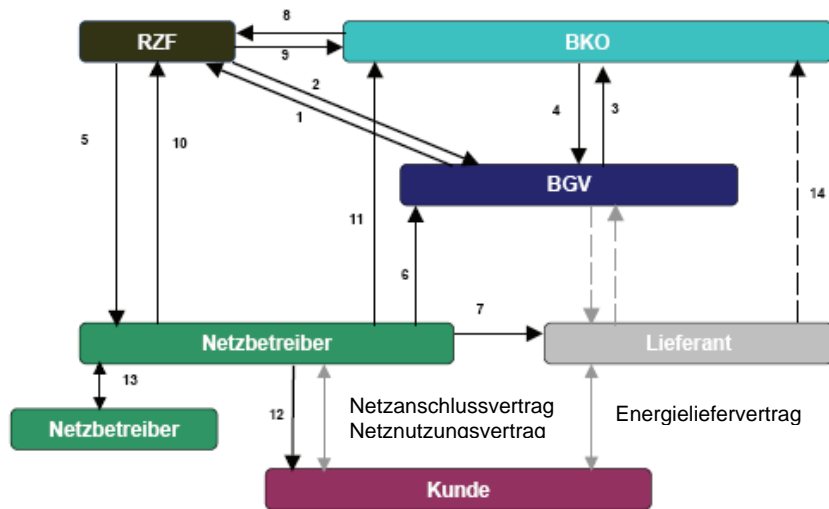 8
RZF
BKO
9
2
1
4
3
5
10
BGV
14
11
6
7
Netzbetreiber
Lieferant
13
12
Netzanschlussvertrag
Netznutzungsvertrag
Energieliefervertrag
Netzbetreiber
Kunde